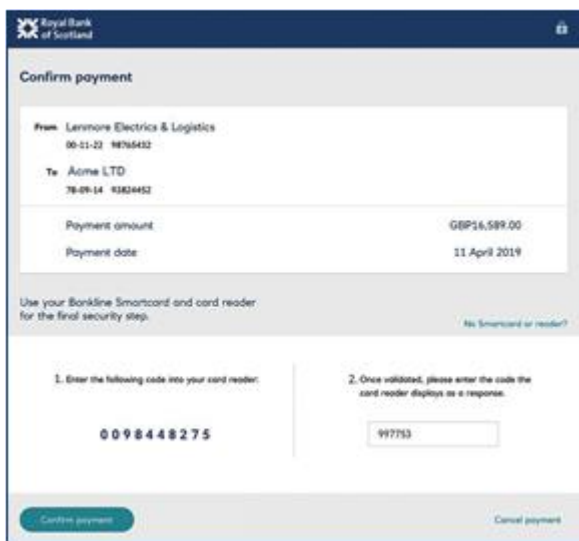 Royal Bank
of Scotland
Confirm payment
From Lenmore Electrics & Logistics
00-11-22 98765432
To Acme LTD
78-09-14 93824452
Payment amount GBP16,589.00
Payment date 11 April 2019
Use your Bankline Smartcard and card reader
for the final security step.
No Smartcard or reader?
1. Enter the following code into your card reader:
0098448275
2. Once validated, please enter the code the
card reader displays as a response.
997753
Confirm payment
Cancel payment